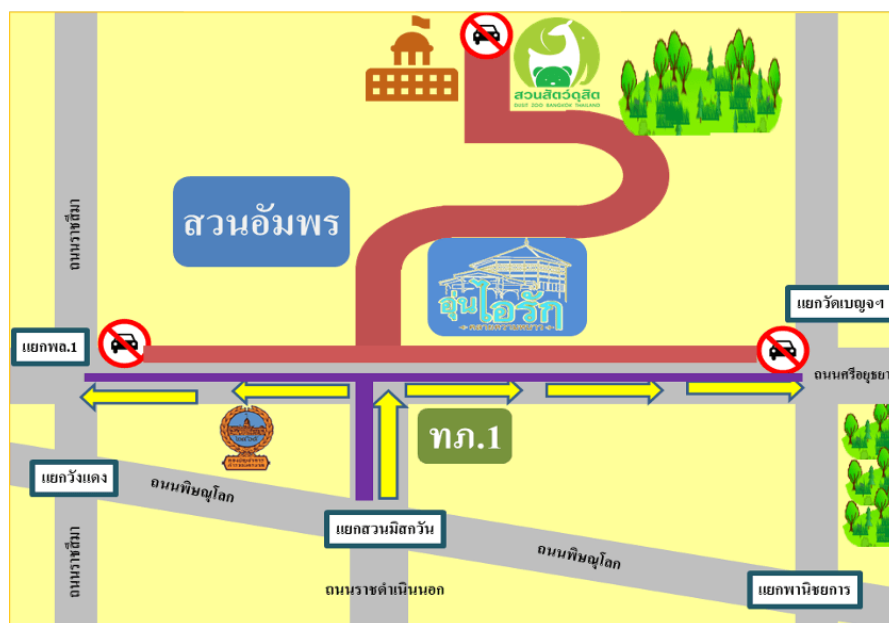 สวนสัตว์ดุสิต
DUSIT ZOO BANGKOK THAILAND
ถนนราชสีมา
สวนอัมพร
อุ่นไอรัก
แยกวัดเบญจฯ
แยกพล.1
ถนนศรีอยุธยา
ทภ.1
แยกวังแดง
ถนนพิษณุโลก
แยกสวนมิสกวัน
ถนนพิษณุโลก
ถนนราชสีมา
ถนนราชดำเนินนอก
แยกพานิชยการ